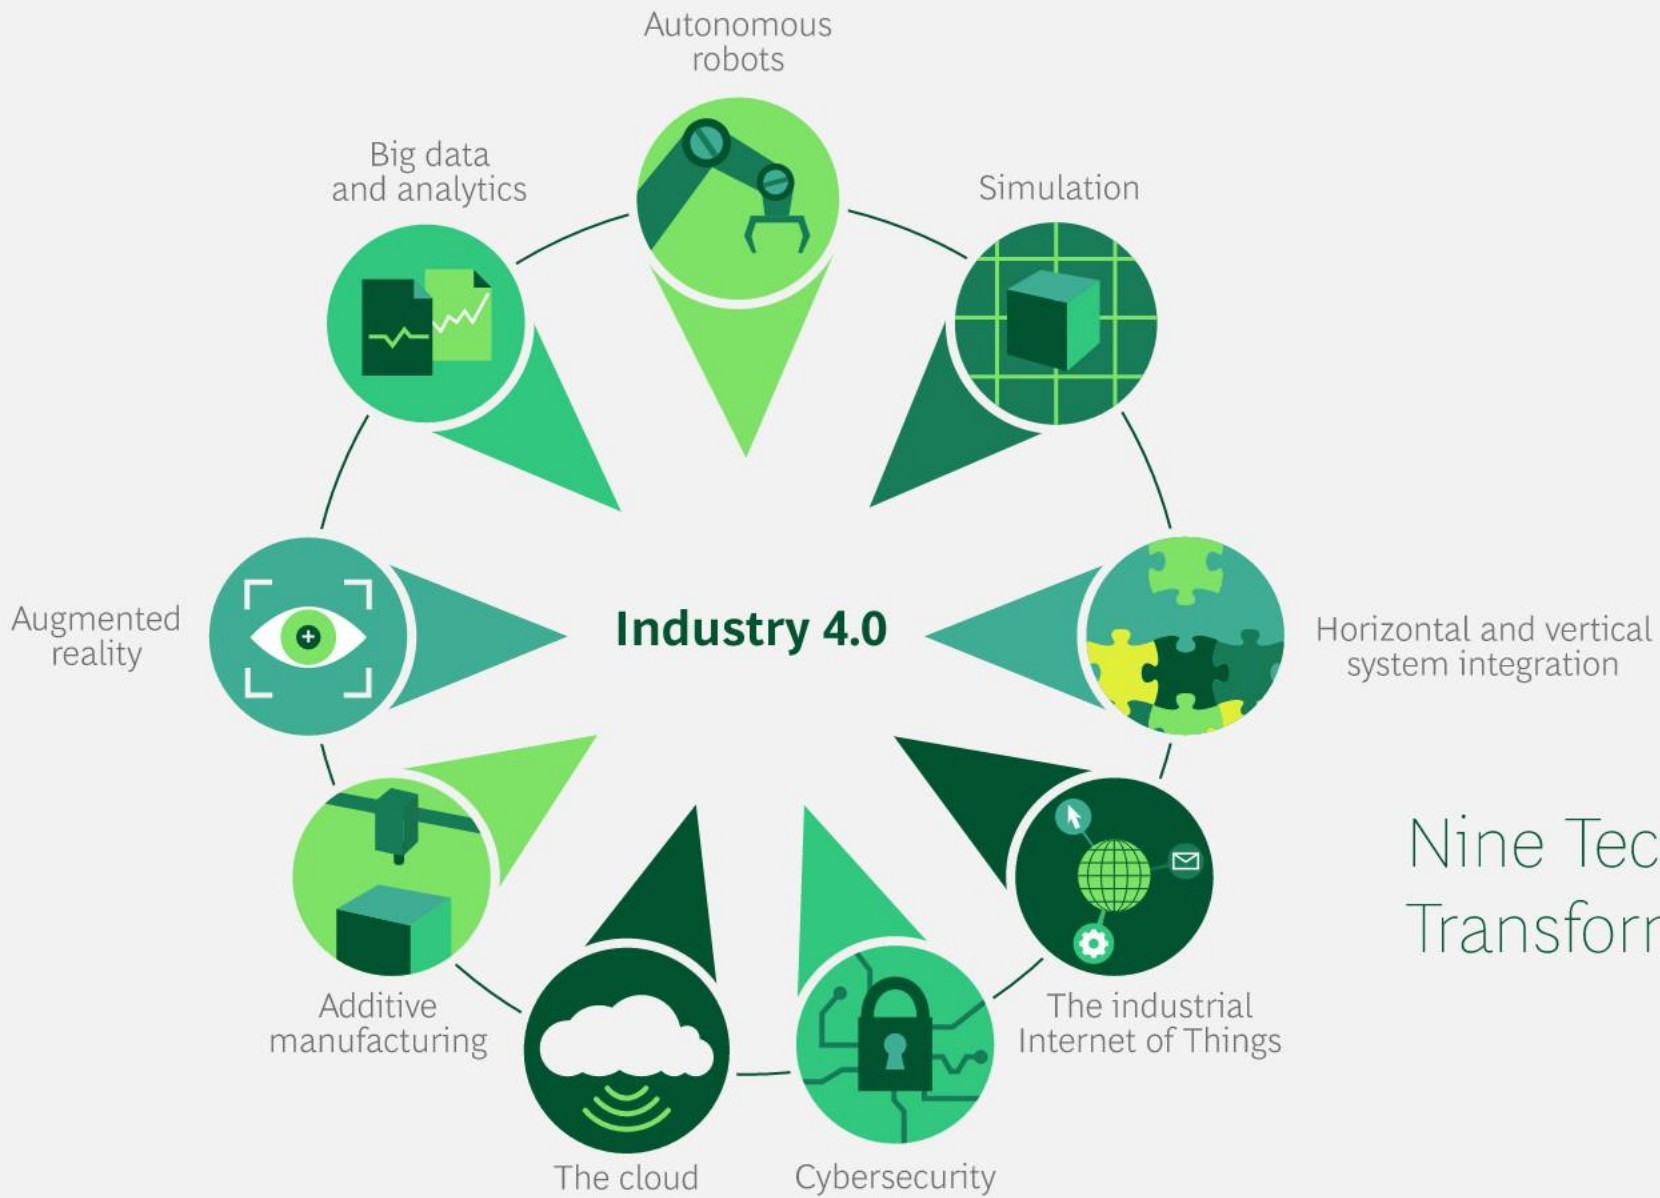 Autonomous
robots
Big data
and analytics
Simulation
Augmented
reality
Industry 4.0
Horizontal and vertical
system integration
Nine Tec
Transfor
Additive
manufacturing
The industrial
Internet of Things
The cloud
Cybersecurity